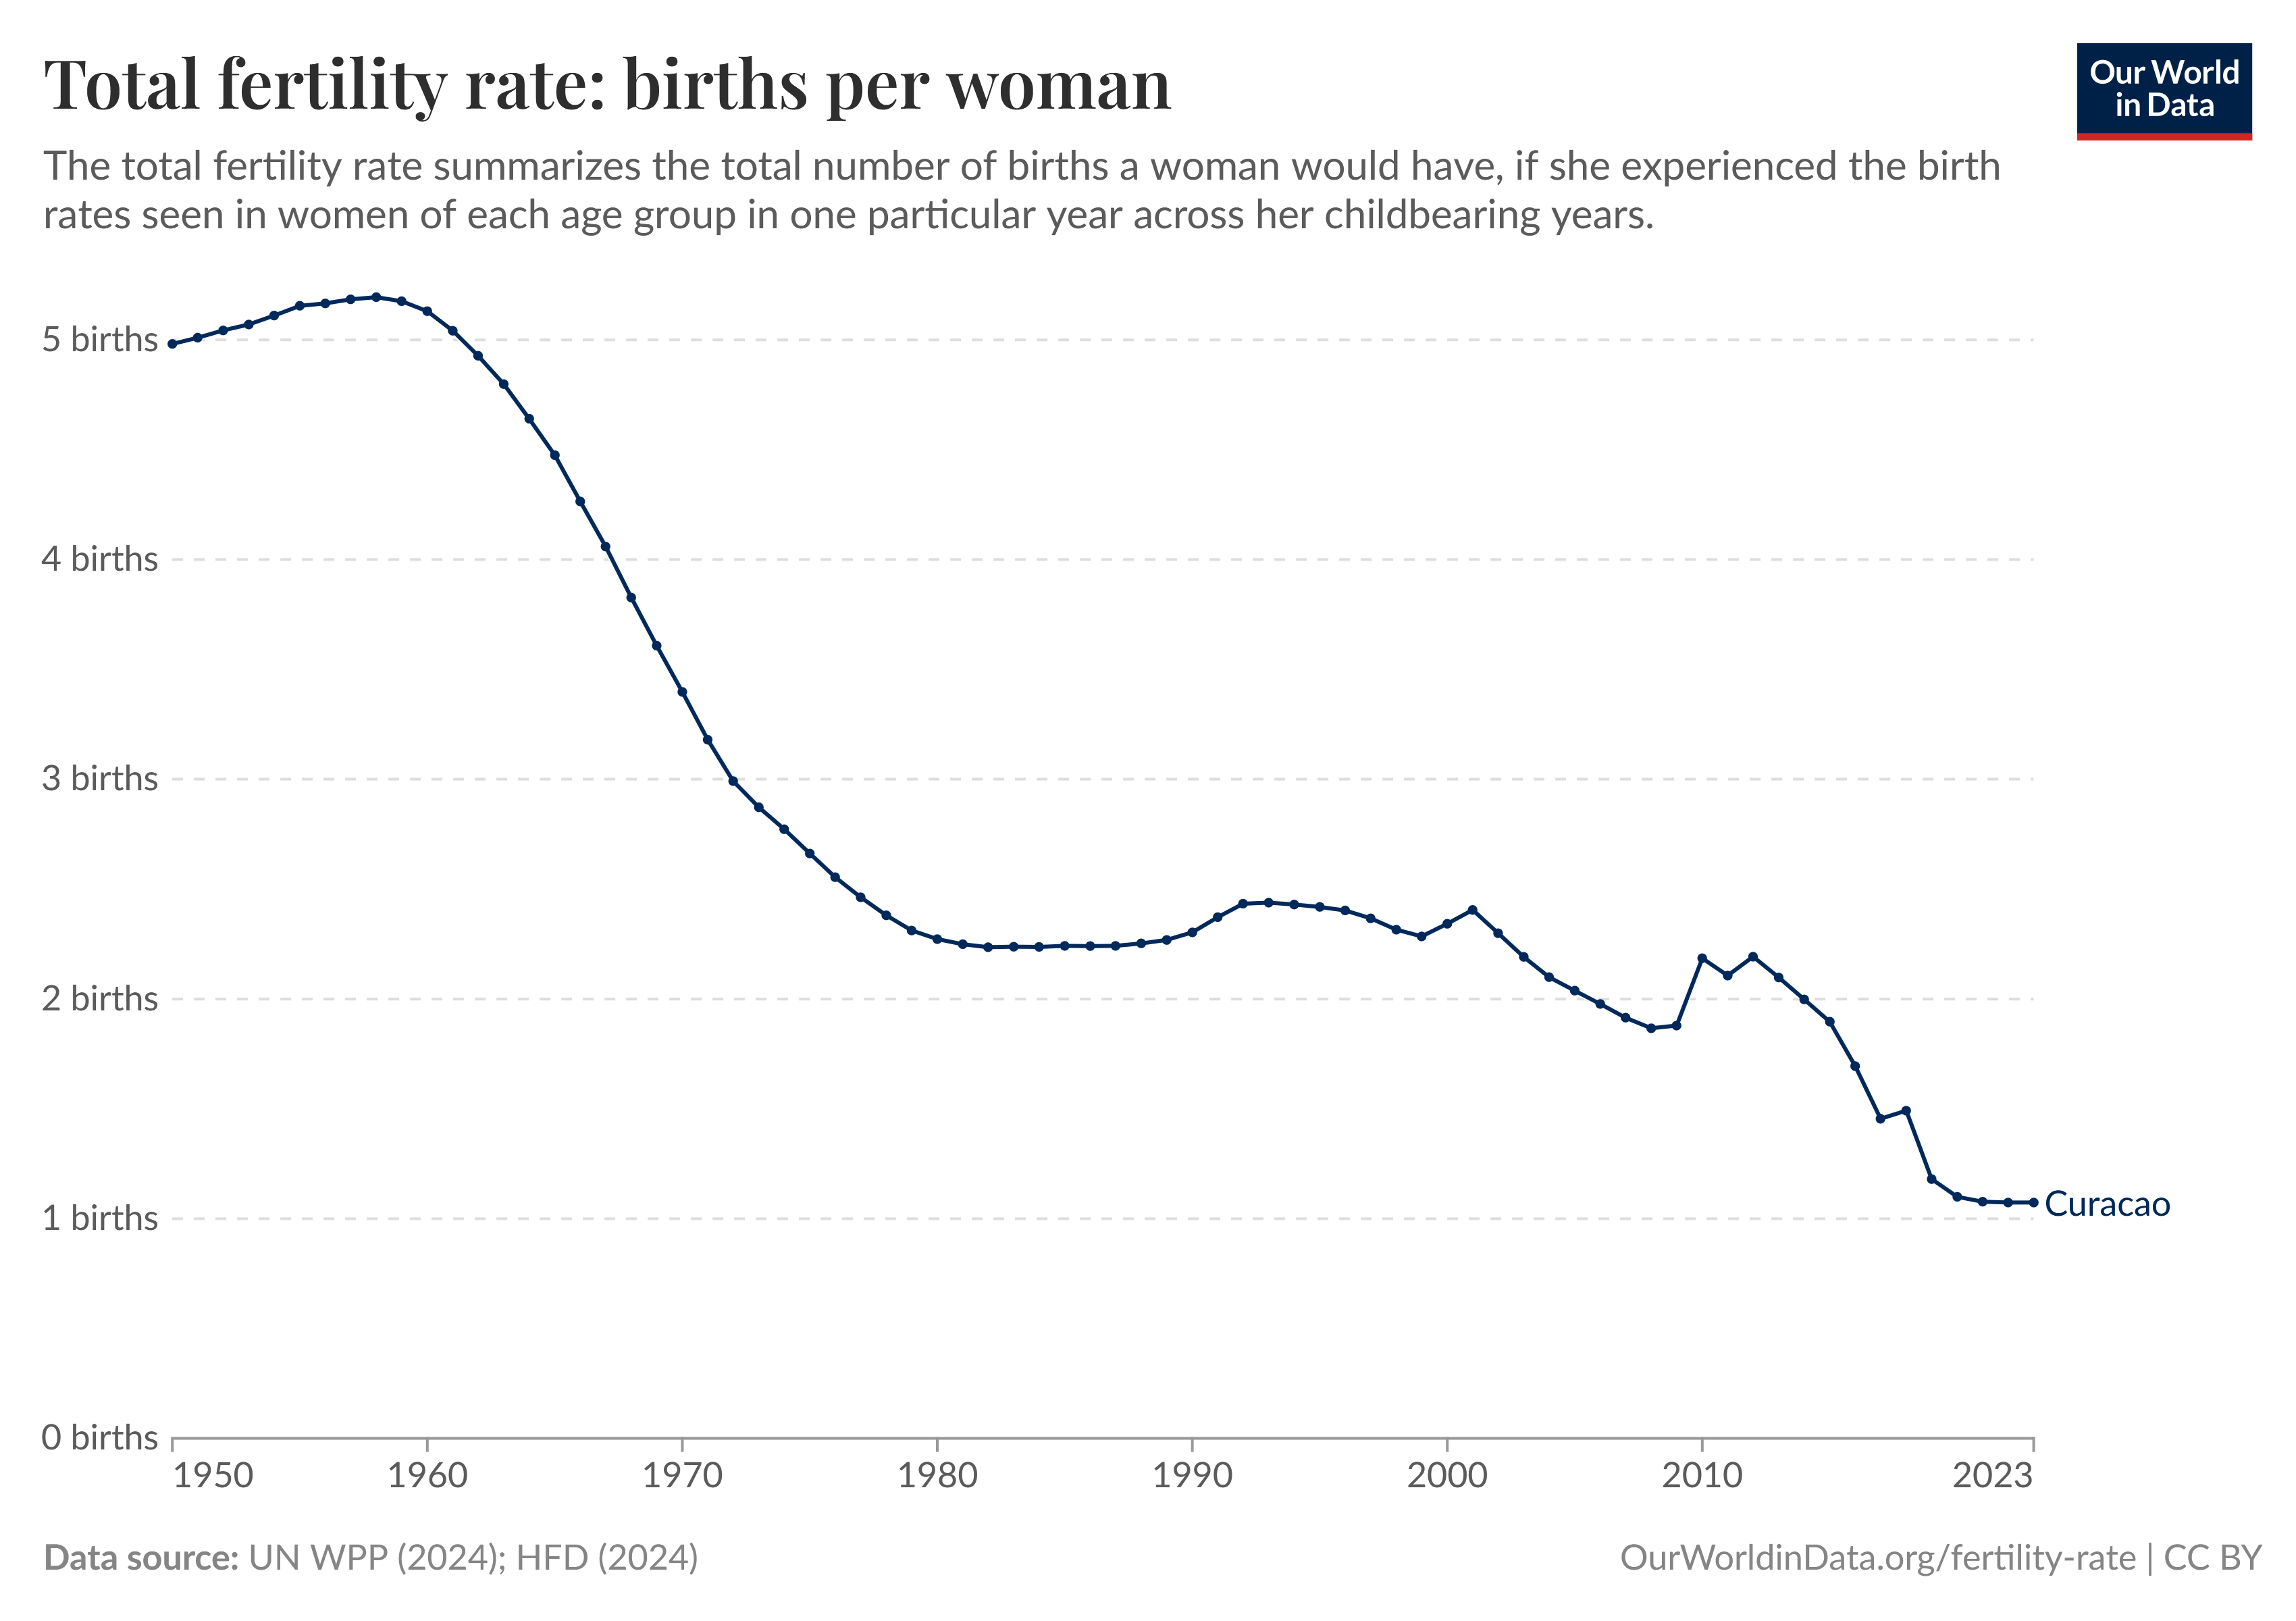 Total fertility rate: births per woman
Our World
in Data
The total fertility rate summarizes the total number of births a woman would have, if she experienced the birth
rates seen in women of each age group in one particular year across her childbearing years.
5 births
4 births
3 births
2 births
1 births
0 births
Curacao
1950 1960 1970 1980 1990 2000 2010 2023
Data source: UN WPP (2024); HFD (2024)
OurWorldinData.org/fertility-rate | CC BY